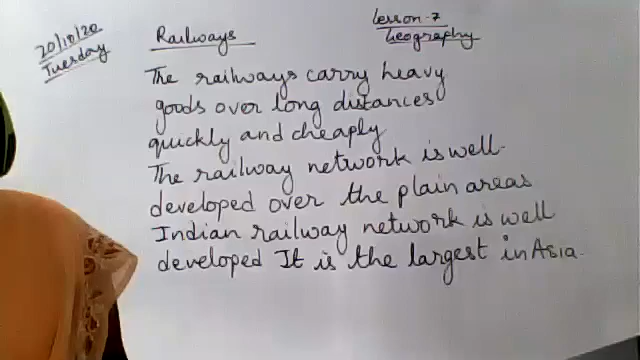 20/10/20
Tuesday
Railways
Lesson-7
Geography
The railways carry heavy
goods over long distances
quickly and cheaply
The railway network is well-
developed over the plain areas
Indian railway network is well
developed It is the largest in Asia.